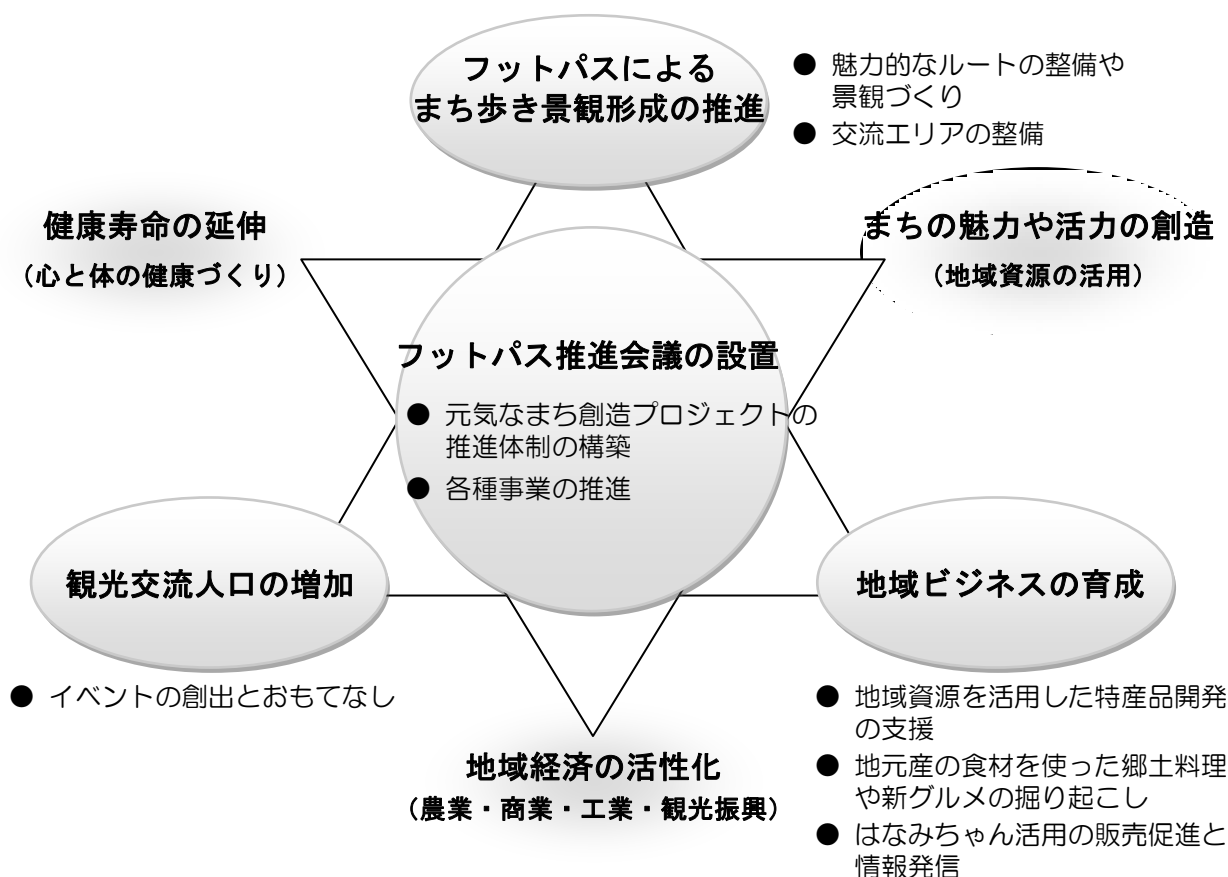 フットパスによる
まち歩き景観形成の推進
● 魅力的なルートの整備や
景観づくり
● 交流エリアの整備
健康寿命の延伸
（心と体の健康づくり）
まちの魅力や活力の創造
（地域資源の活用）
フットパス推進会議の設置
● 元気なまち創造プロジェクトの
推進体制の構築
● 各種事業の推進
観光交流人口の増加
● イベントの創出とおもてなし
地域ビジネスの育成
● 地域資源を活用した特産品開発
の支援
● 地元産の食材を使った郷土料理
や新グルメの掘り起こし
● はなみちゃん活用の販売促進と
情報発信
地域経済の活性化
（農業・商業・工業・観光振興）